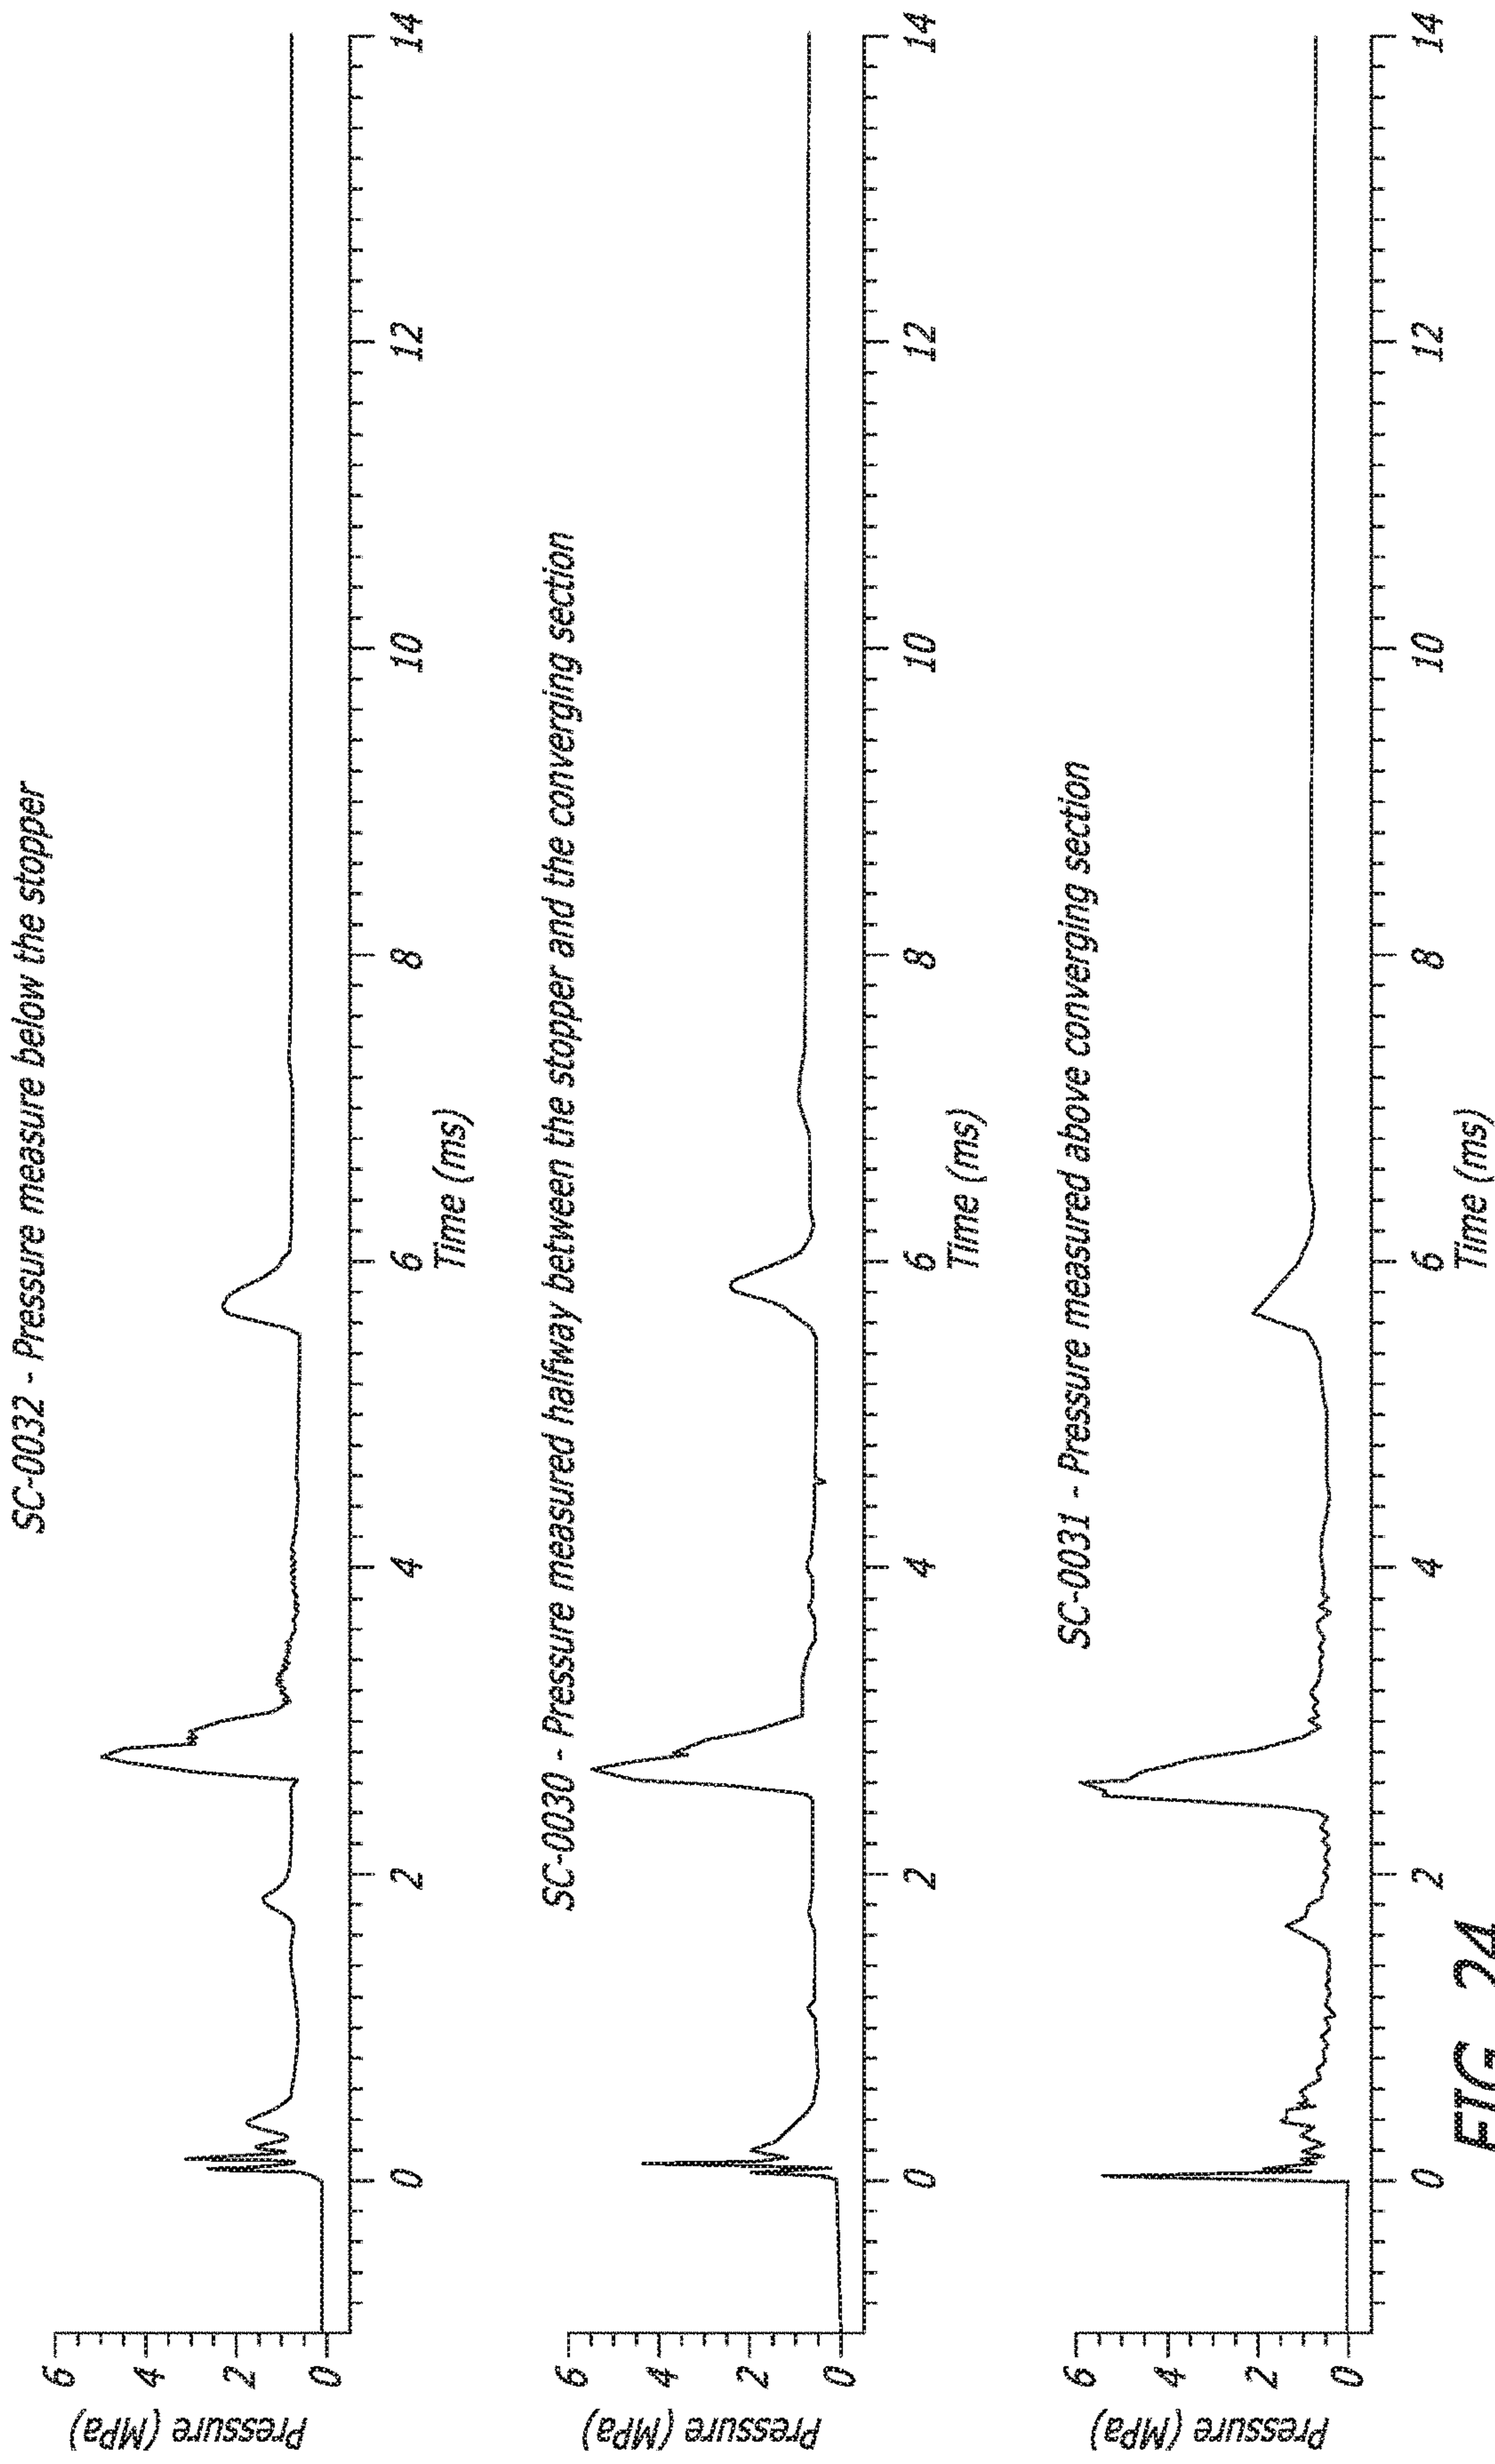 SC-0032 - Pressure measure below the stopper
Pressure (MPa)
6
4
2
0
0 2 4 6 8 10 12 14
Time (ms)
SC-0030 - Pressure measured halfway between the stopper and the converging section
Pressure (MPa)
6
4
2
0
0 2 4 6 8 10 12 14
Time (ms)
SC-0031 - Pressure measured above converging section
Pressure (MPa)
6
4
2
0
0 2 4 6 8 10 12 14
Time (ms)
FIG. 24